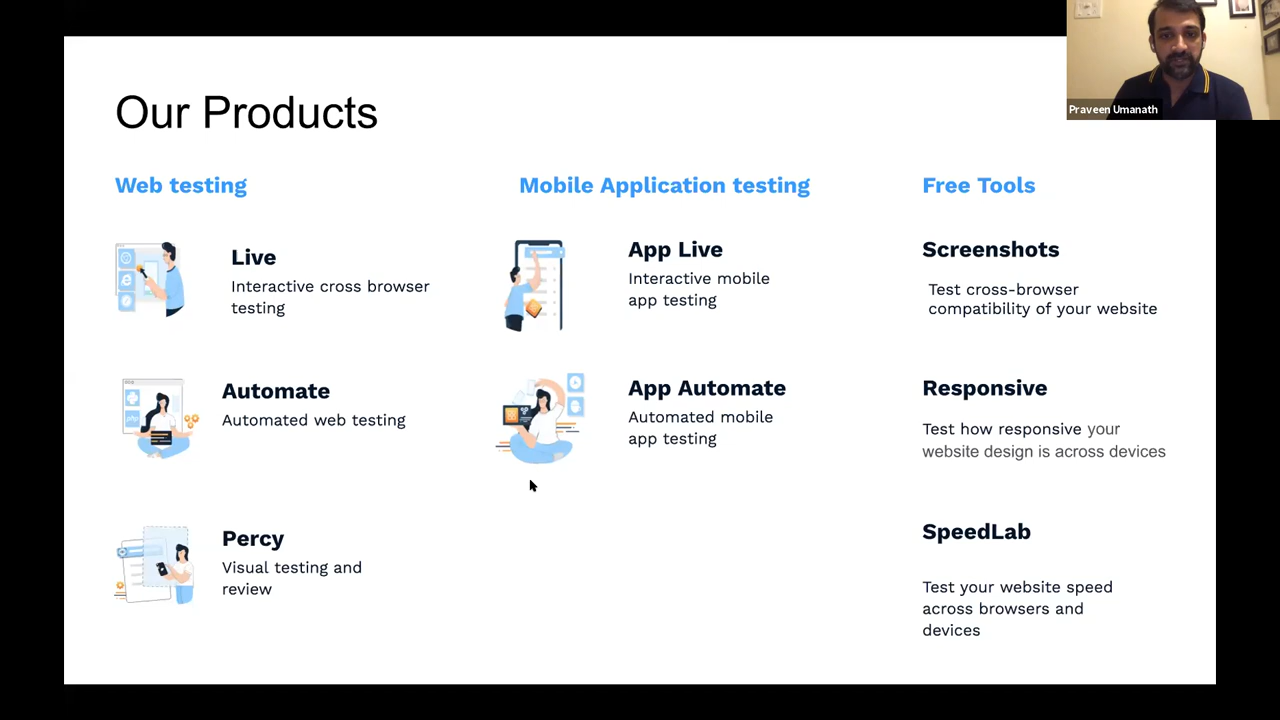 Our Products
Praveen Umanath
Web testing
Live
Interactive cross browser
testing
Automate
Automated web testing
Percy
Visual testing and
review
Mobile Application testing
App Live
Interactive mobile
app testing
App Automate
Automated mobile
app testing
Free Tools
Screenshots
Test cross-browser
compatibility of your website
Responsive
Test how responsive your
website design is across devices
SpeedLab
Test your website speed
across browsers and
devices